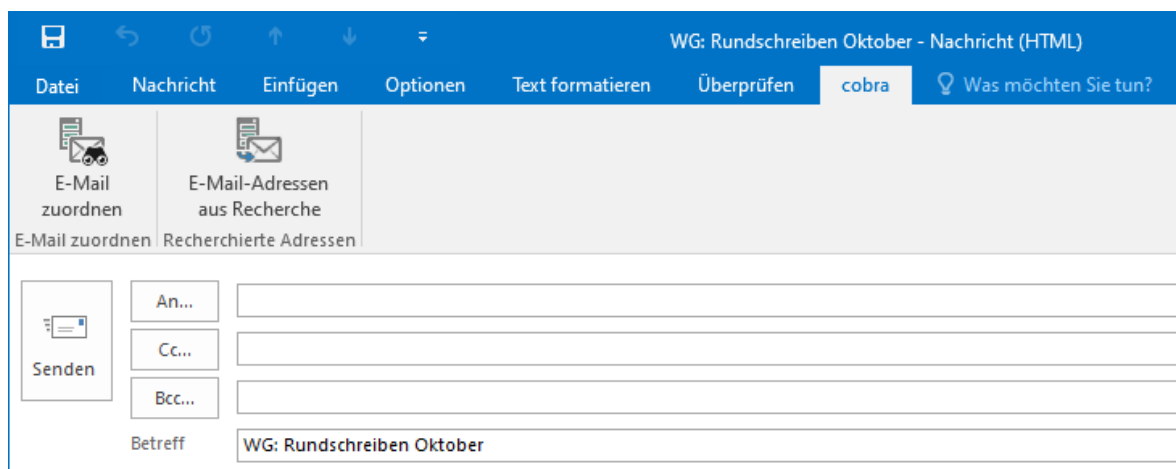 WG: Rundschreiben Oktober - Nachricht (HTML)
Datei Nachricht Einfügen Optionen Text formatieren Überprüfen cobra Was möchten Sie tun?
E-Mail
zuordnen
E-Mail-Adressen
aus Recherche
E-Mail zuordnen Recherchierte Adressen
Senden
An...
Cc...
Bcc...
Betreff WG: Rundschreiben Oktober